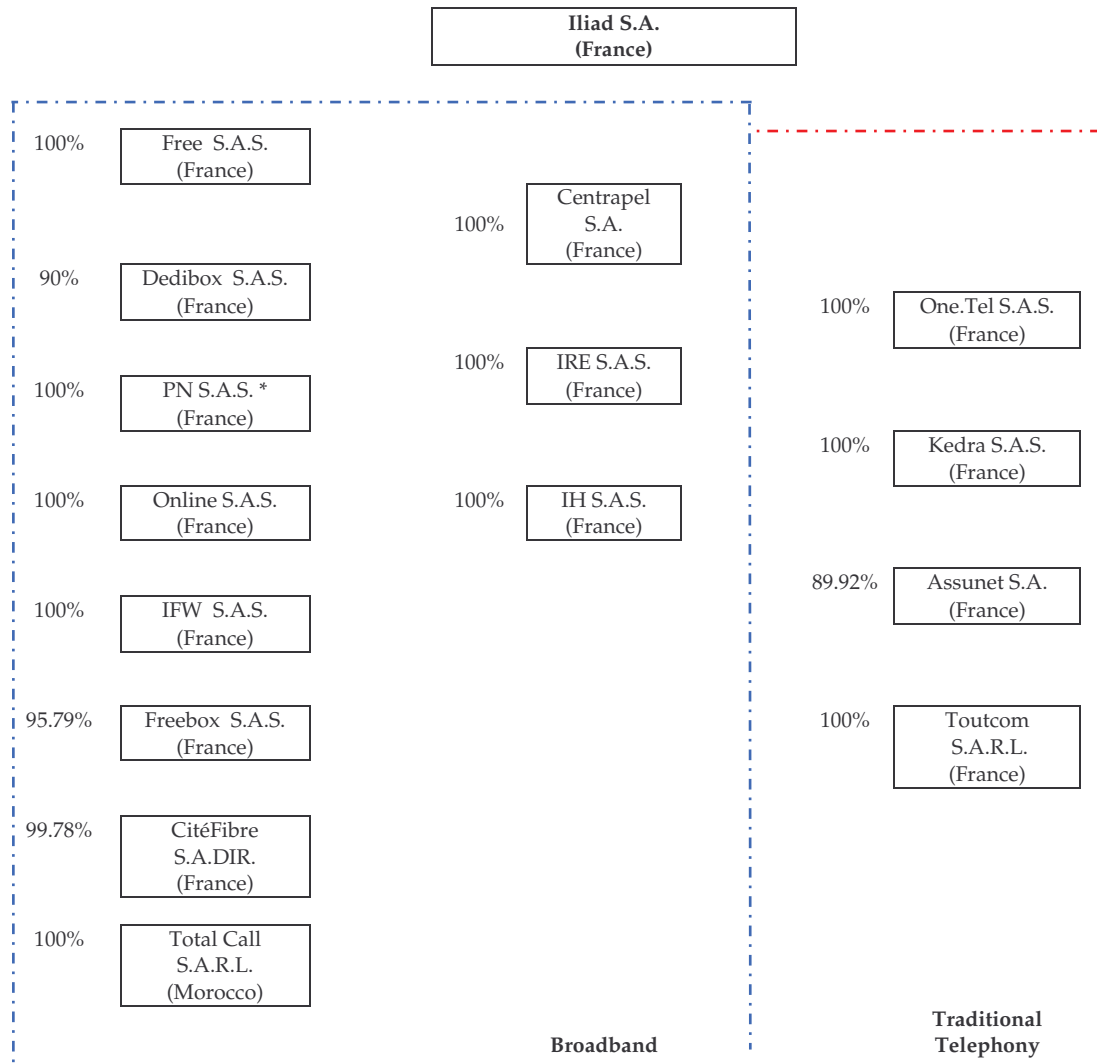 Iliad S.A.
(France)
100%
Free S.A.S.
(France)
90%
Dedibox S.A.S.
(France)
100%
PN S.A.S. *
(France)
100%
Online S.A.S.
(France)
100%
IFW S.A.S.
(France)
95.79%
Freebox S.A.S.
(France)
99.78%
CitéFibre
S.A.DIR.
(France)
100%
Total Call
S.A.R.L.
(Morocco)
100%
Centrapel
S.A.
(France)
100%
IRE S.A.S.
(France)
100%
IH S.A.S.
(France)
Broadband
100%
One.Tel S.A.S.
(France)
100%
Kedra S.A.S.
(France)
89.92%
Assunet S.A.
(France)
100%
Toutcom
S.A.R.L.
(France)
Traditional
Telephony